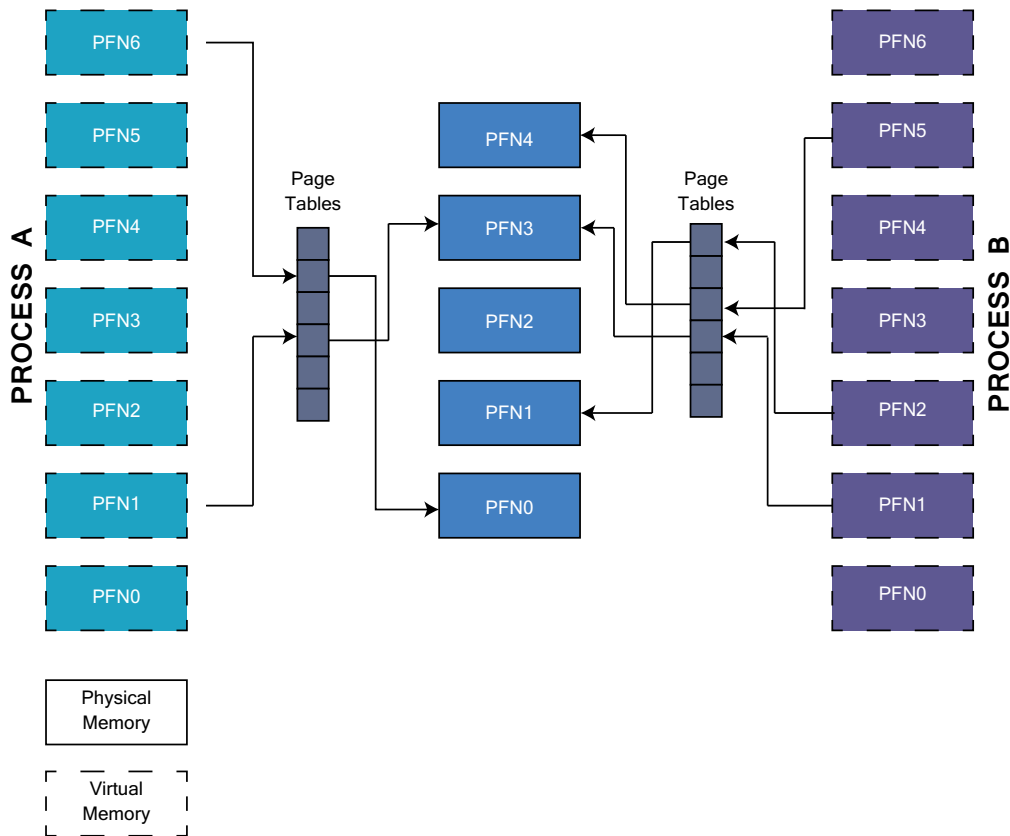 PROCESS A
PFN6
PFN5
PFN4
PFN3
PFN2
PFN1
PFN0
Page
Tables
PFN4
PFN3
PFN2
PFN1
PFN0
Page
Tables
PFN6
PFN5
PFN4
PFN3
PFN2
PFN1
PFN0
PROCESS B
Physical
Memory
Virtual
Memory